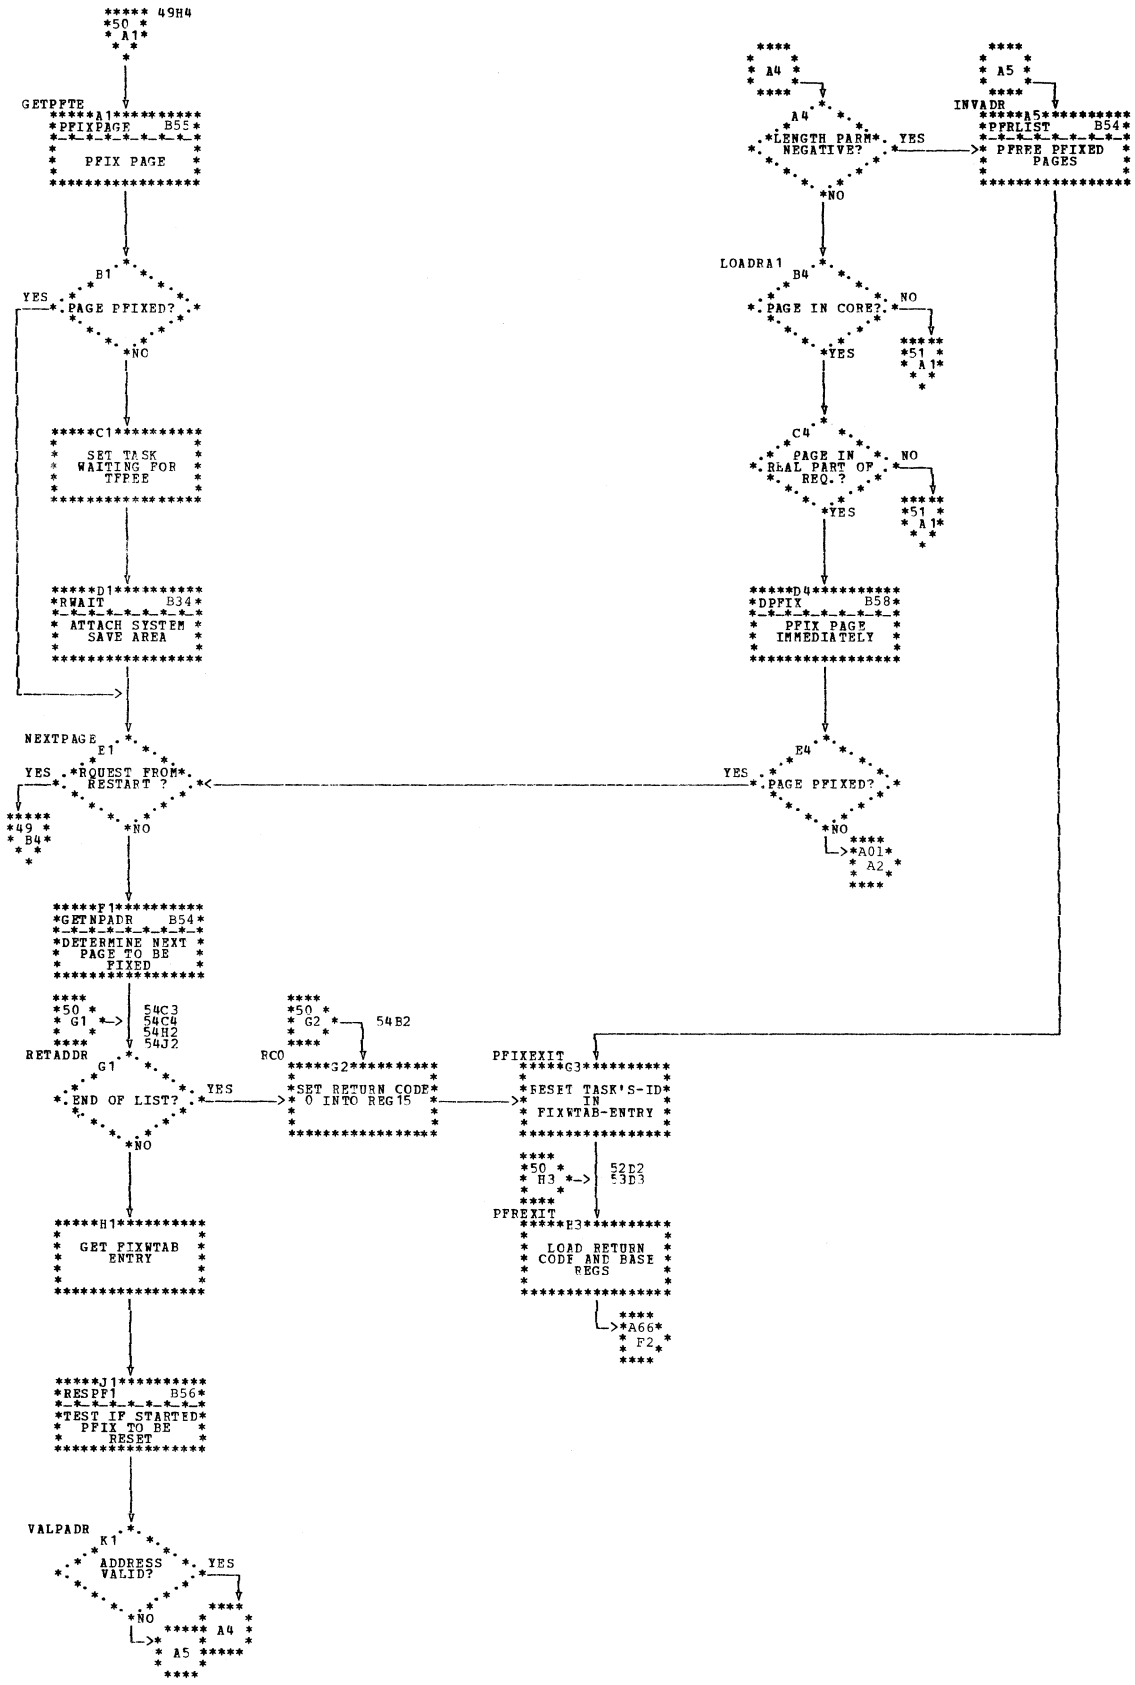 49H4
50
A1
GETPFTE
A1
PFIXPAGE B55
PFIX PAGE
B1
YES
PAGE PFIXED?
NO
C1
SET TASK
WAITING FOR
TFREE
D1
RWAIT B34
ATTACH SYSTEM
SAVE AREA
NEXTPAGE
E1
YES
RQUEST FROM
RESTART ?
NO
49
B4
F1
GETNPADR B54
DETERMINE NEXT
PAGE TO BE
FIXED
50
G1
54C3
54C4
54H2
54J2
RETADDR
G1
YES
END OF LIST?
NO
H1
GET FIXWTAB
ENTRY
J1
RESPF1 B56
TEST IF STARTED
PFIX TO BE
RESET
VALPADR
K1
YES
ADDRESS
VALID?
NO
A4
A5
50
G2
54B2
RC0
G2
SET RETURN CODE
0 INTO REG15
PFIXEXIT
G3
RESET TASK'S-ID
IN
FIXWTAB-ENTRY
50
H3
52D2
53D3
PFREXIT
H3
LOAD RETURN
CODE AND BASE
REGS
A66
F2
A4
A4
LENGTH PARM
NEGATIVE?
YES
NO
LOADRA1
B4
NO
PAGE IN CORE?
YES
51
A1
C4
PAGE IN
REAL PART OF
REQ.?
NO
YES
51
A1
D4
DPFIX B58
PFIX PAGE
IMMEDIATELY
E4
YES
PAGE PFIXED?
NO
A01
A2
A5
INVADR
A5
PFRLIST B54
PFREE PFIXED
PAGES